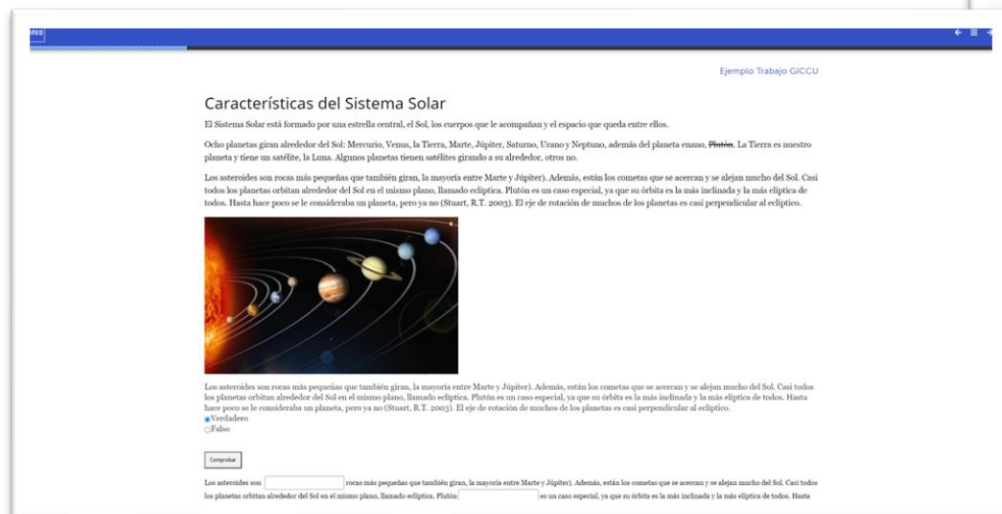 Ejemplo Trabajo GICCU
Características del Sistema Solar
El Sistema Solar está formado por una estrella central, el Sol, los cuerpos que le acompañan y el espacio que queda entre ellos.
Ocho planetas giran alrededor del Sol: Mercurio, Venus, la Tierra, Marte, Júpiter, Saturno, Urano y Neptuno, además del planeta enano, Plutón. La Tierra es nuestro
planeta y tiene un satélite, la Luna. Algunos planetas tienen satélites girando a su alrededor, otros no.
Los asteroides son rocas más pequeñas que también giran, la mayoría entre Marte y Júpiter). Además, están los cometas que se acercan y se alejan mucho del Sol. Casi
todos los planetas orbitan alrededor del Sol en el mismo plano, llamado eclíptica. Plutón es un caso especial, ya que su órbita es la más inclinada y la más elíptica de
todos. Hasta hace poco se le consideraba un planeta, pero ya no (Stuart, R.T. 2003). El eje de rotación de muchos de los planetas es casi perpendicular al eclíptico.
Los asteroides son rocas más pequeñas que también giran, la mayoría entre Marte y Júpiter). Además, están los cometas que se acercan y se alejan mucho del Sol. Casi todos
los planetas orbitan alrededor del Sol en el mismo plano, llamado eclíptica. Plutón es un caso especial, ya que su órbita es la más inclinada y la más elíptica de todos. Hasta
hace poco se le consideraba un planeta, pero ya no (Stuart, R.T. 2003). El eje de rotación de muchos de los planetas es casi perpendicular al eclíptico.
Verdadero
Falso
Comprobar
Los asteroides son rocas más pequeñas que también giran, la mayoría entre Marte y Júpiter). Además, están los cometas que se acercan y se alejan mucho del Sol. Casi todos
los planetas orbitan alrededor del Sol en el mismo plano, llamado eclíptica. Plutón es un caso especial, ya que su órbita es la más inclinada y la más elíptica de todos. Hasta